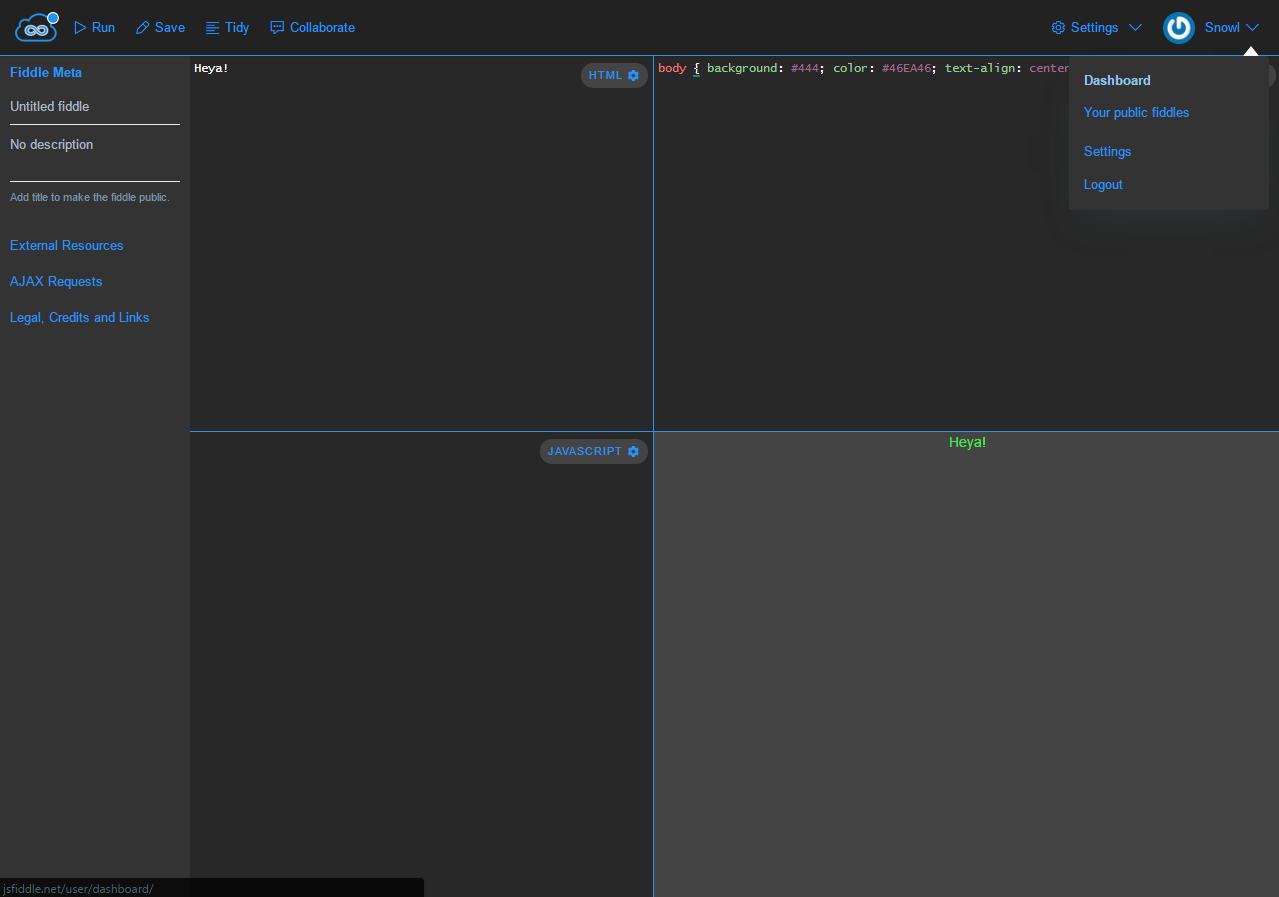 Run Save Tidy Collaborate Settings Snowl
Fiddle Meta
Untitled fiddle
No description
Add title to make the fiddle public.
External Resources
AJAX Requests
Legal, Credits and Links
Heya!
HTML
body { background: #444; color: #46EA46; text-align: center
Dashboard
Your public fiddles
Settings
Logout
JAVASCRIPT
Heya!
jsfiddle.net/user/dashboard/